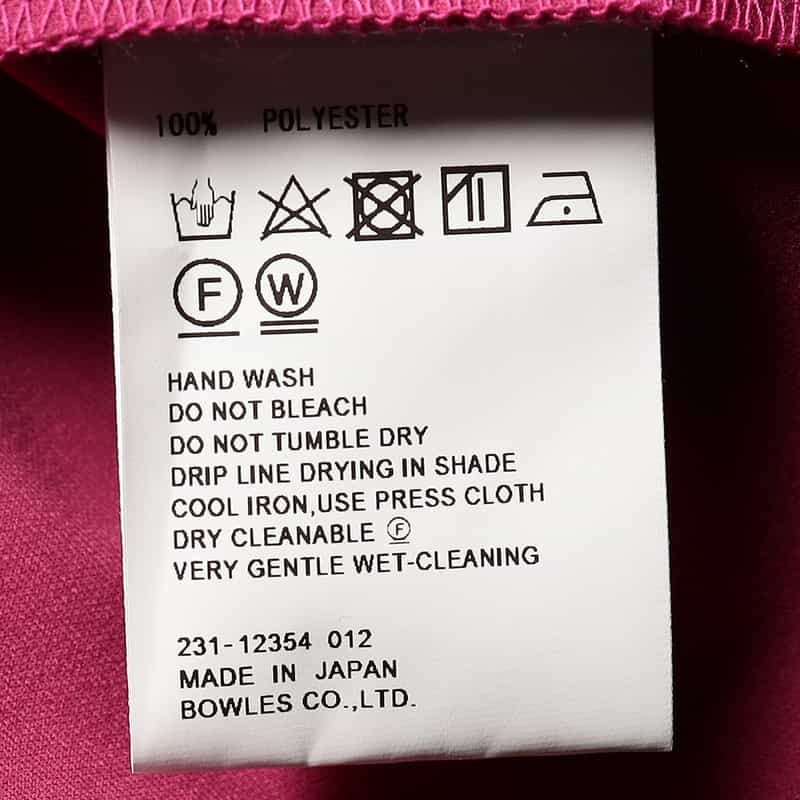 100% POLYESTER
F W
HAND WASH
DO NOT BLEACH
DO NOT TUMBLE DRY
DRIP LINE DRYING IN SHADE
COOL IRON,USE PRESS CLOTH
DRY CLEANABLE Ⓕ
VERY GENTLE WET-CLEANING
231-12354 012
MADE IN JAPAN
BOWLES CO.,LTD.